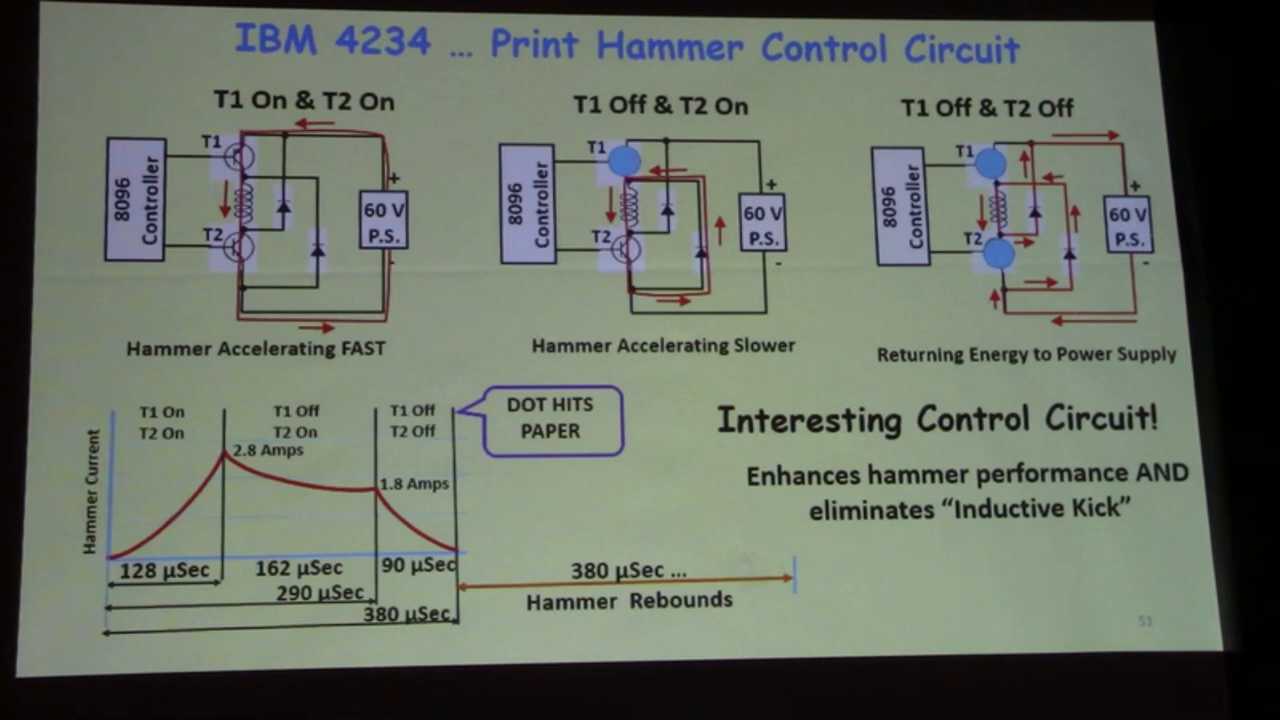 IBM 4234 ... Print Hammer Control Circuit
T1 On & T2 On
T1 Off & T2 On
T1 Off & T2 Off
8096
Controller
T1
T2
+
60 V
P.S.
-
8096
Controller
T1
T2
+
60 V
P.S.
-
8096
Controller
T1
T2
+
60 V
P.S.
-
Hammer Accelerating FAST
Hammer Accelerating Slower
Returning Energy to Power Supply
Hammer Current
T1 On
T2 On
T1 Off
T2 On
T1 Off
T2 Off
2.8 Amps
1.8 Amps
DOT HITS
PAPER
128 µSec
162 µSec
90 µSec
290 µSec
380 µSec
380 µSec ...
Hammer Rebounds
Interesting Control Circuit!
Enhances hammer performance AND
eliminates “Inductive Kick”
51